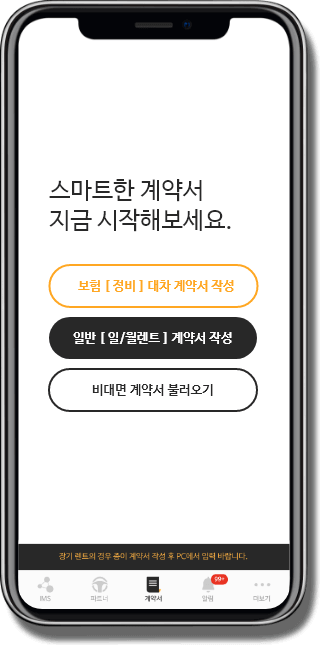 스마트한 계약서
지금 시작해보세요.
보험 [ 정비 ] 대차 계약서 작성
일반 [ 일/월렌트 ] 계약서 작성
비대면 계약서 불러오기
장기 렌트의 경우 종이 계약서 작성 후 PC에서 입력 바랍니다.
99+
IMS 파트너 계약서 알림 더보기